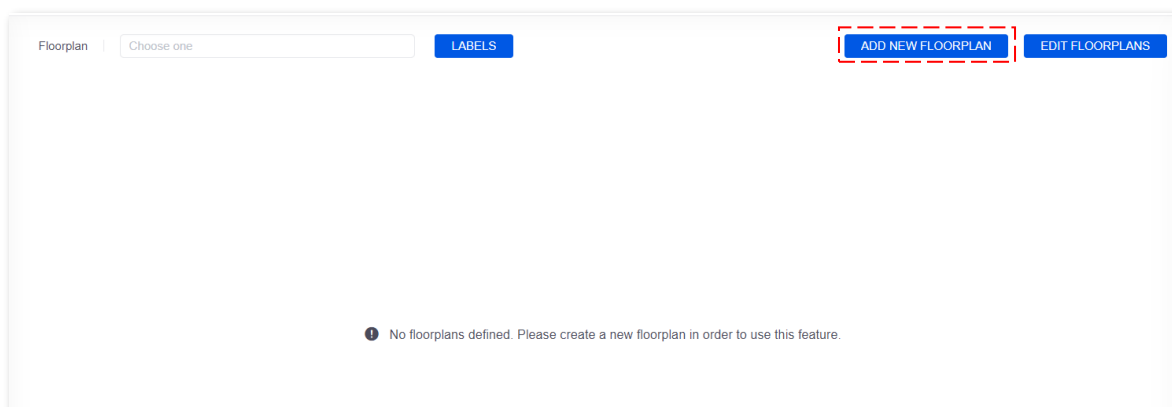 Floorplan
Choose one
LABELS
ADD NEW FLOORPLAN
EDIT FLOORPLANS
No floorplans defined. Please create a new floorplan in order to use this feature.